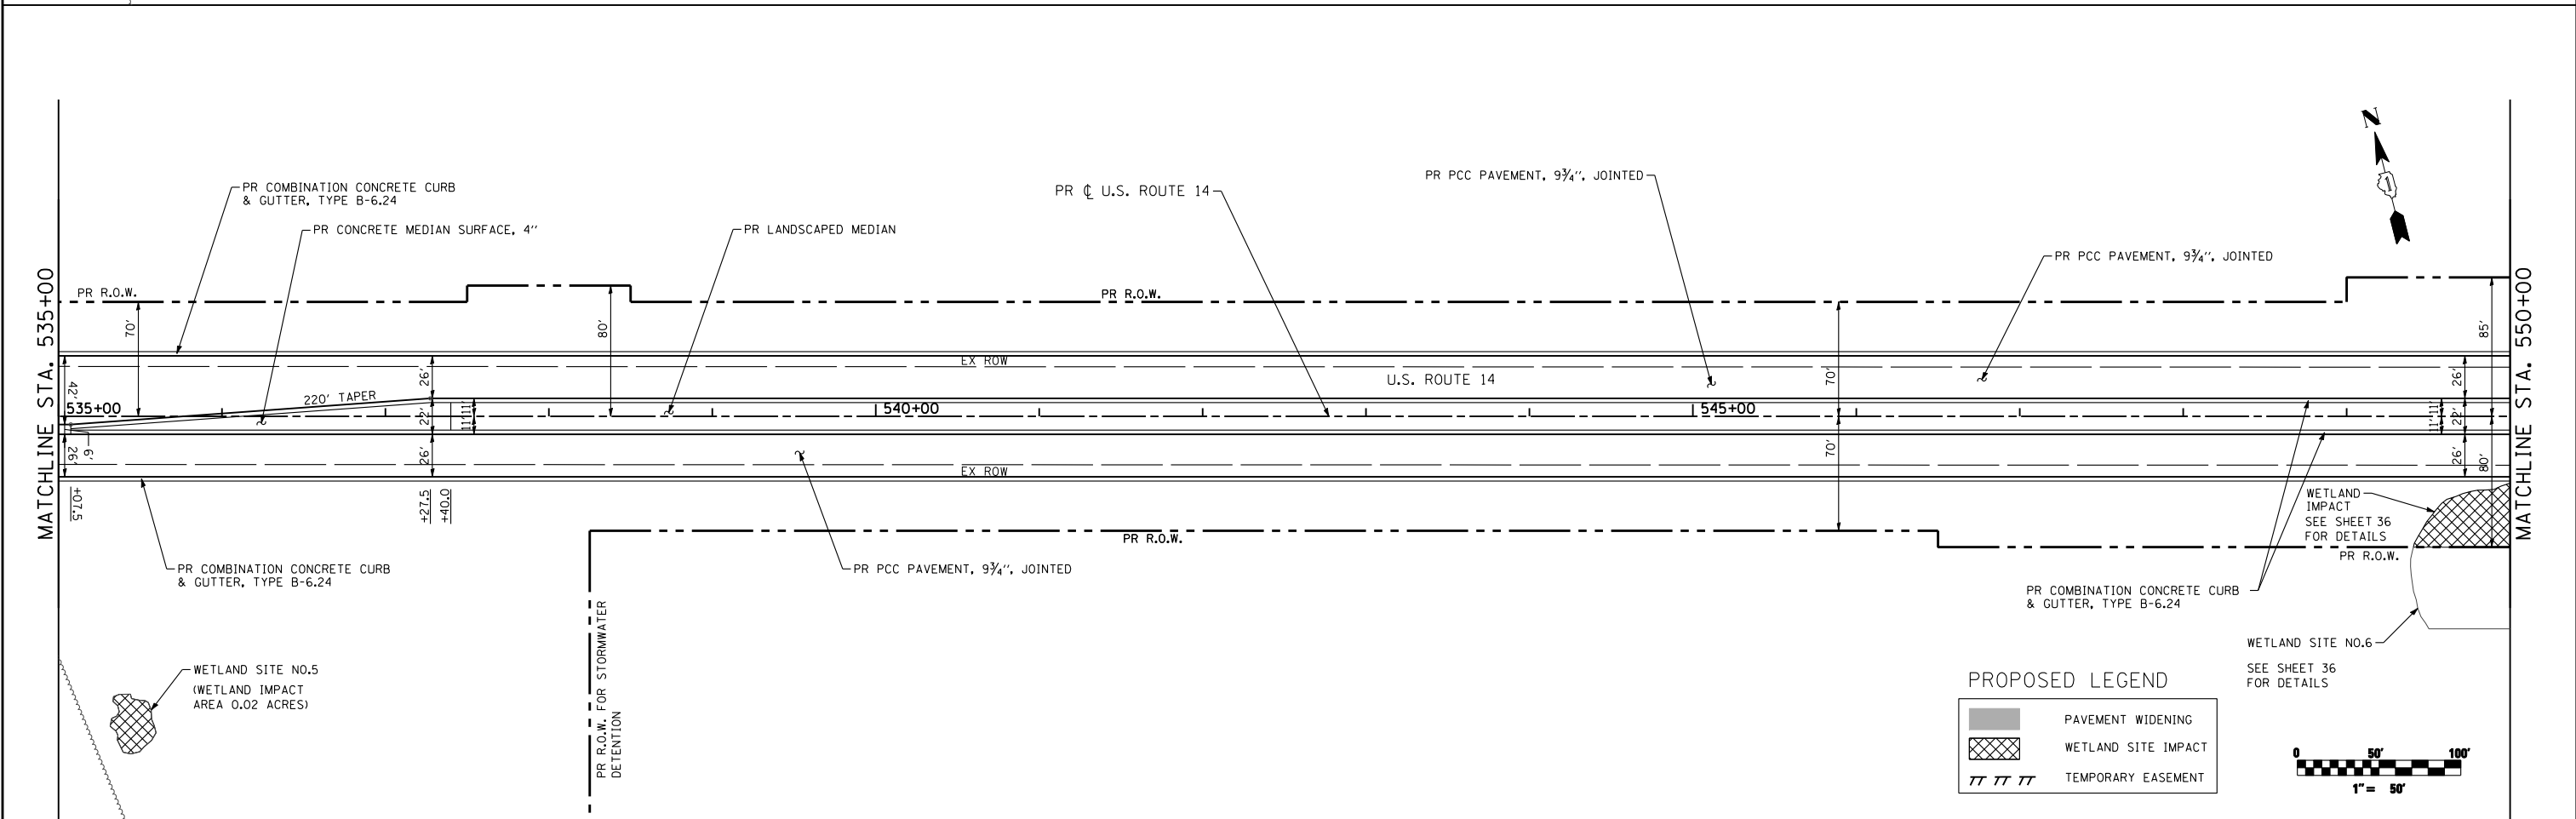 N
PR COMBINATION CONCRETE CURB
& GUTTER, TYPE B-6.24
PR CONCRETE MEDIAN SURFACE, 4''
PR LANDSCAPED MEDIAN
PR ℄ U.S. ROUTE 14
PR PCC PAVEMENT, 9¾'', JOINTED
PR PCC PAVEMENT, 9¾'', JOINTED
MATCHLINE STA. 535+00
PR R.O.W.
PR R.O.W.
70'
80'
70'
85'
MATCHLINE STA. 550+00
EX ROW
U.S. ROUTE 14
42'
26'
26'
220' TAPER
535+00
540+00
545+00
22'
11'
11'
11'
11'
22'
26'
6'
26'
70'
26'
80'
EX ROW
+07.5
+27.5
+40.0
WETLAND
IMPACT
SEE SHEET 36
FOR DETAILS
PR R.O.W.
PR R.O.W.
PR COMBINATION CONCRETE CURB
& GUTTER, TYPE B-6.24
PR PCC PAVEMENT, 9¾'', JOINTED
PR COMBINATION CONCRETE CURB
& GUTTER, TYPE B-6.24
PR R.O.W. FOR STORMWATER
DETENTION
WETLAND SITE NO.5
(WETLAND IMPACT
AREA 0.02 ACRES)
WETLAND SITE NO.6
SEE SHEET 36
FOR DETAILS
PROPOSED LEGEND
PAVEMENT WIDENING
WETLAND SITE IMPACT
TEMPORARY EASEMENT
0 50' 100'
1" = 50'